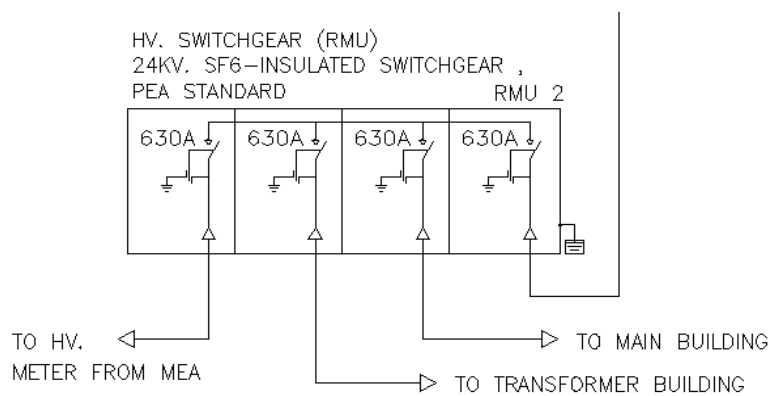 HV. SWITCHGEAR (RMU)
24KV. SF6-INSULATED SWITCHGEAR ,
PEA STANDARD
RMU 2
630A
630A
630A
630A
TO HV.
METER FROM MEA
TO MAIN BUILDING
TO TRANSFORMER BUILDING